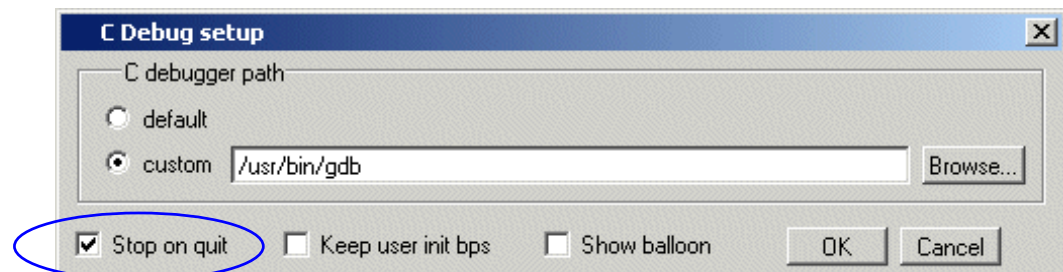 C Debug setup
C debugger path
default
custom /usr/bin/gdb Browse...
Stop on quit Keep user init bps Show balloon OK Cancel